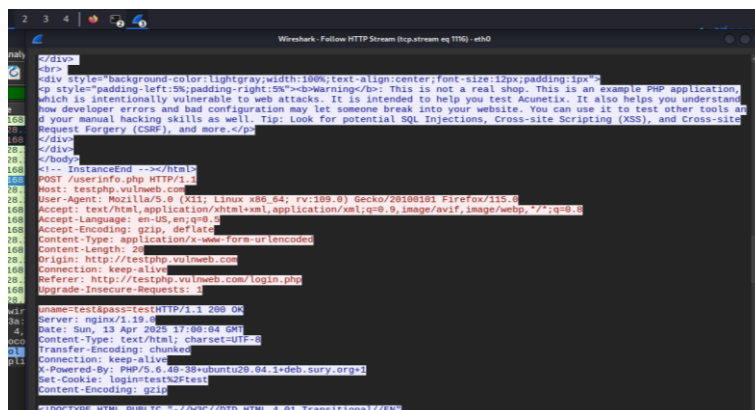 2 3 4
Wireshark - Follow HTTP Stream (tcp.stream eq 1116) - eth0
</div>
<br>
<div style="background-color:lightgray;width:100%;text-align:center;font-size:12px;padding:1px">
<p style="padding-left:5%;padding-right:5%"><b>Warning</b>: This is not a real shop. This is an example PHP application,
which is intentionally vulnerable to web attacks. It is intended to help you test Acunetix. It also helps you understand
how developer errors and bad configuration may let someone break into your website. You can use it to test other tools an
d your manual hacking skills as well. Tip: Look for potential SQL Injections, Cross-site Scripting (XSS), and Cross-site
Request Forgery (CSRF), and more.</p>
</div>
</div>
</body>
<!-- InstanceEnd --></html>
POST /userinfo.php HTTP/1.1
Host: testphp.vulnweb.com
User-Agent: Mozilla/5.0 (X11; Linux x86_64; rv:109.0) Gecko/20100101 Firefox/115.0
Accept: text/html,application/xhtml+xml,application/xml;q=0.9,image/avif,image/webp,*/*;q=0.8
Accept-Language: en-US,en;q=0.5
Accept-Encoding: gzip, deflate
Content-Type: application/x-www-form-urlencoded
Content-Length: 20
Origin: http://testphp.vulnweb.com
Connection: keep-alive
Referer: http://testphp.vulnweb.com/login.php
Upgrade-Insecure-Requests: 1
uname=test&pass=testHTTP/1.1 200 OK
Server: nginx/1.19.0
Date: Sun, 13 Apr 2025 17:00:04 GMT
Content-Type: text/html; charset=UTF-8
Transfer-Encoding: chunked
Connection: keep-alive
X-Powered-By: PHP/5.6.40-38+ubuntu20.04.1+deb.sury.org+1
Set-Cookie: login=test%2Ftest
Content-Encoding: gzip
<!DOCTYPE HTML PUBLIC "-//W3C//DTD HTML 4.01 Transitional//EN"